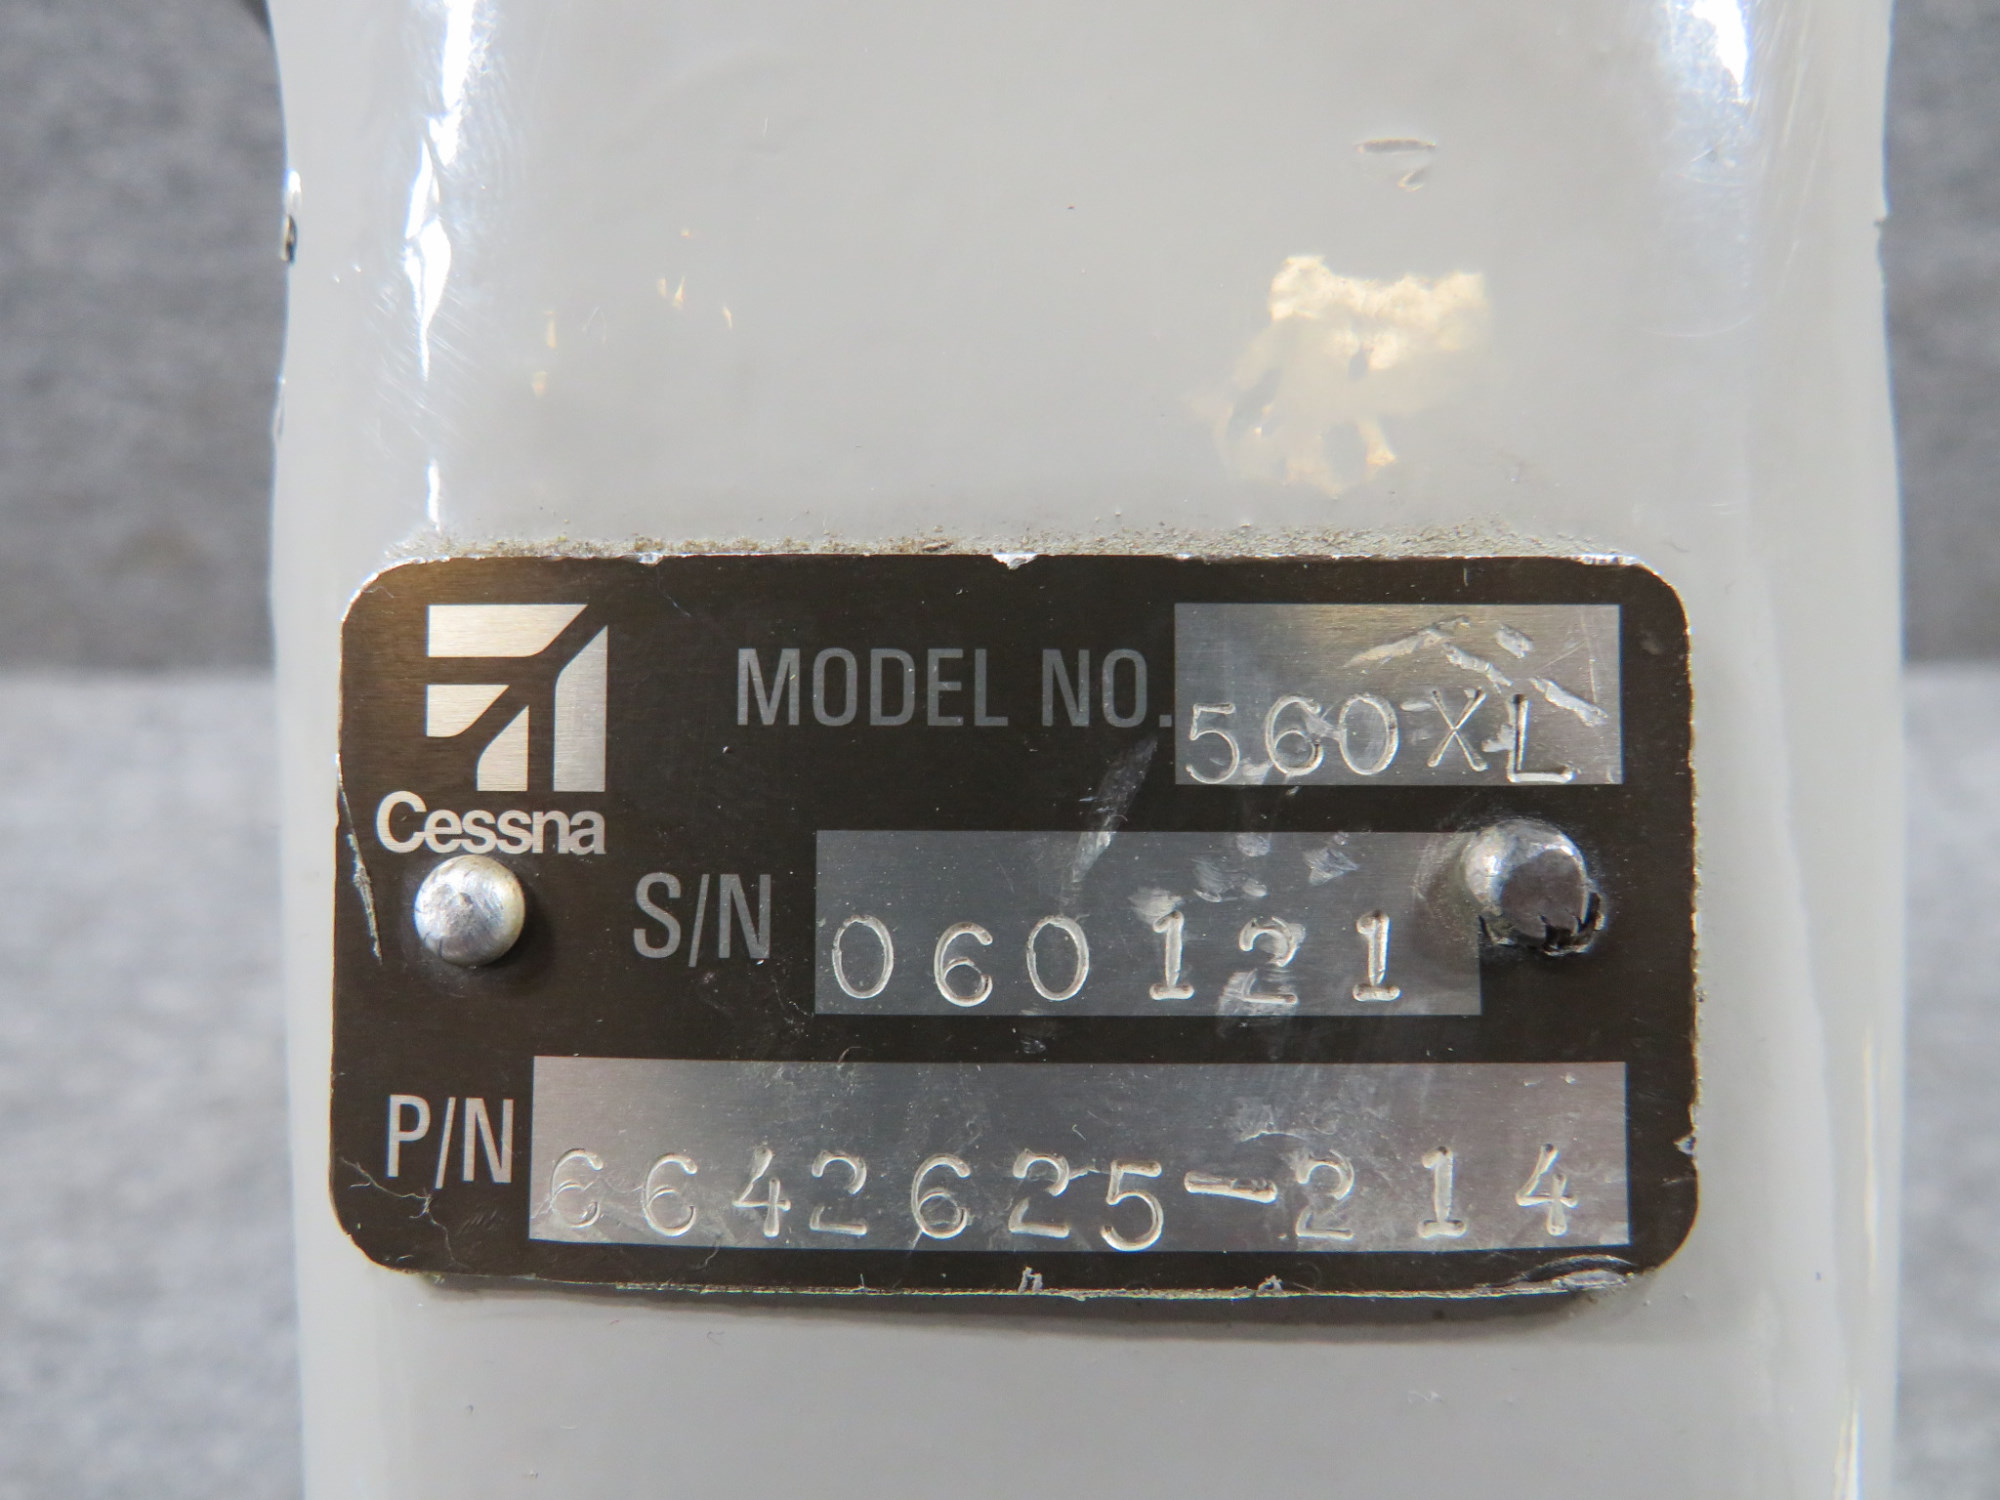 Cessna
MODEL NO. 560XL
S/N 060121
P/N 6642625-214